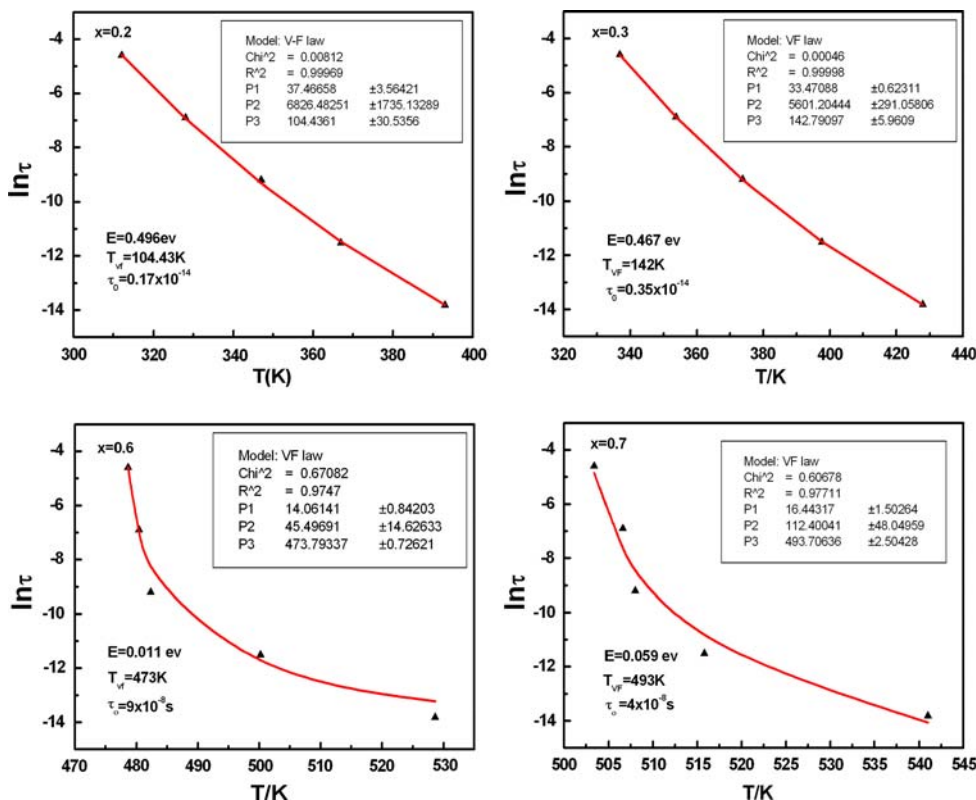 x=0.2
Model: V-F law
Chi^2 = 0.00812
R^2 = 0.99969
P1 37.46658 ±3.56421
P2 6826.48251 ±1735.13289
P3 104.4361 ±30.5356
E=0.496ev
T_vf=104.43K
τ_0=0.17x10^-14
lnτ
-4
-6
-8
-10
-12
-14
300 320 340 360 380 400
T(K)
x=0.3
Model: VF law
Chi^2 = 0.00046
R^2 = 0.99998
P1 33.47088 ±0.62311
P2 5601.20444 ±291.05806
P3 142.79097 ±5.9609
E=0.467 ev
T_VF=142K
τ_0=0.35x10^-14
lnτ
-4
-6
-8
-10
-12
-14
320 340 360 380 400 420 440
T/K
x=0.6
Model: VF law
Chi^2 = 0.67082
R^2 = 0.9747
P1 14.06141 ±0.84203
P2 45.49691 ±14.62633
P3 473.79337 ±0.72621
E=0.011 ev
T_vf=473K
τ_o=9x10^-8s
lnτ
-4
-6
-8
-10
-12
-14
470 480 490 500 510 520 530
T/K
x=0.7
Model: VF law
Chi^2 = 0.60678
R^2 = 0.97711
P1 16.44317 ±1.50264
P2 112.40041 ±48.04959
P3 493.70636 ±2.50428
E=0.059 ev
T_VF=493K
τ_o=4x10^-8s
lnτ
-4
-6
-8
-10
-12
-14
500 505 510 515 520 525 530 535 540 545
T/K